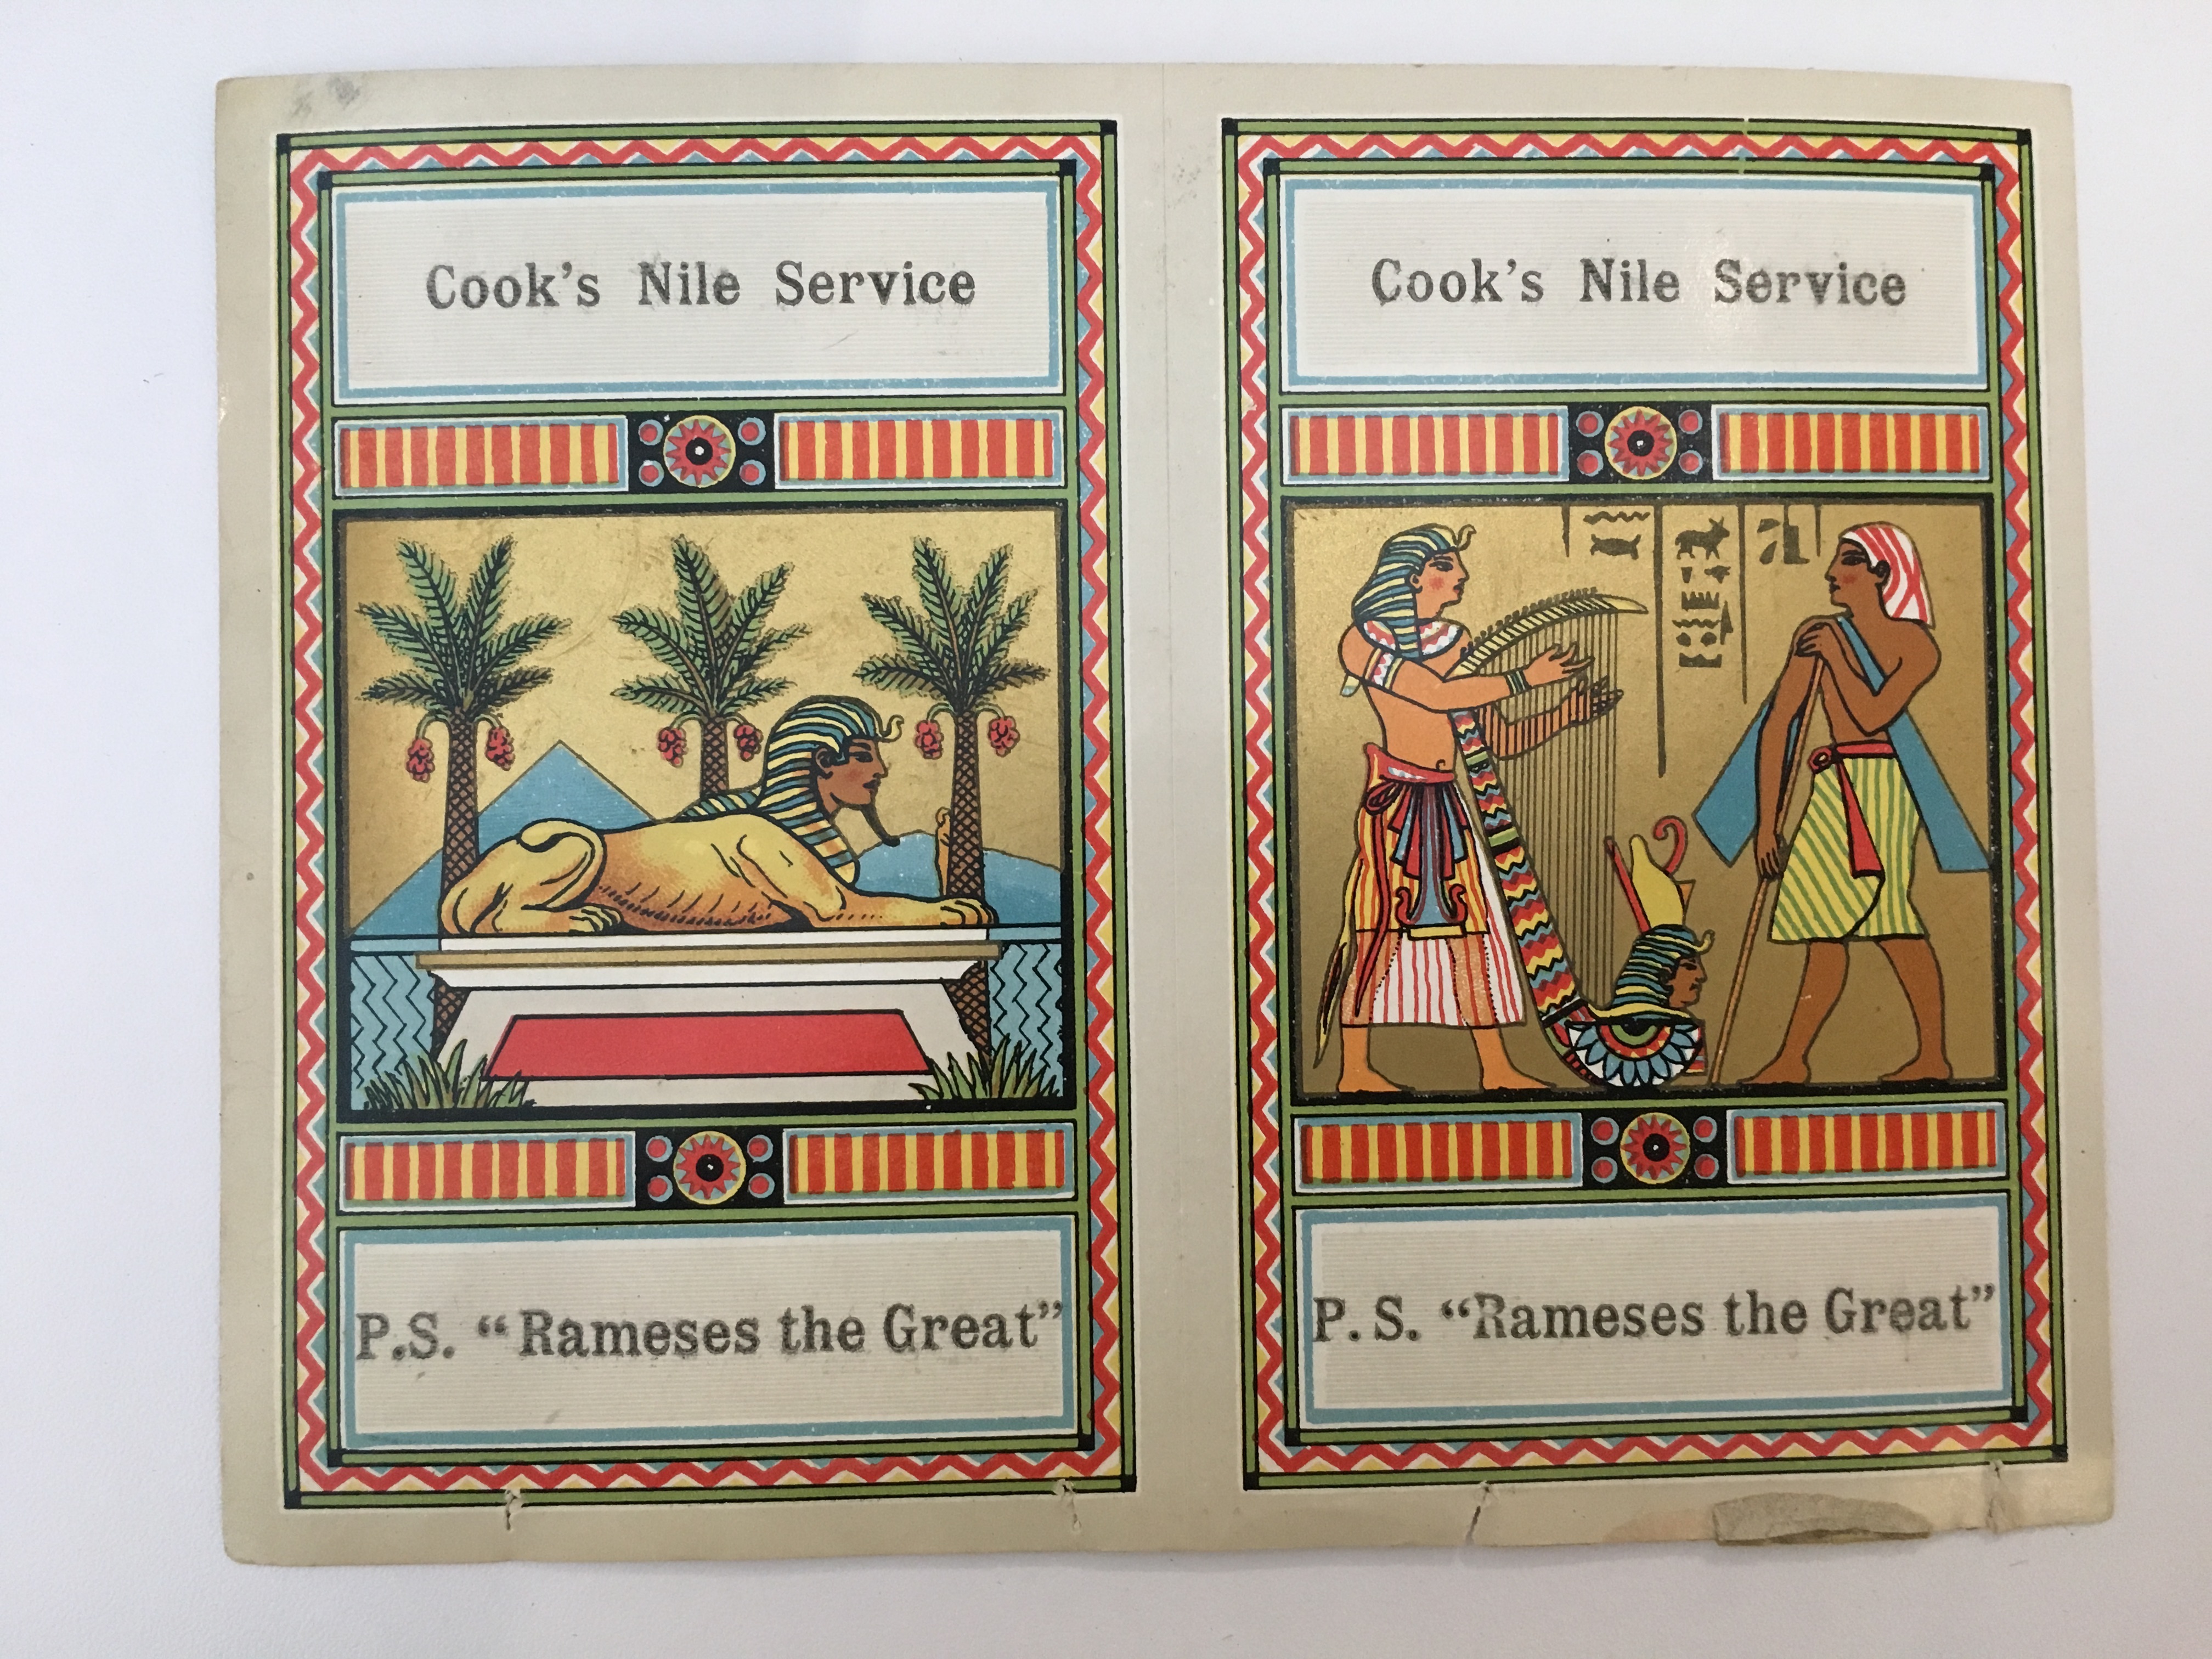 Cook's Nile Service
P.S. "Rameses the Great"
Cook's Nile Service
P. S. "Rameses the Great"